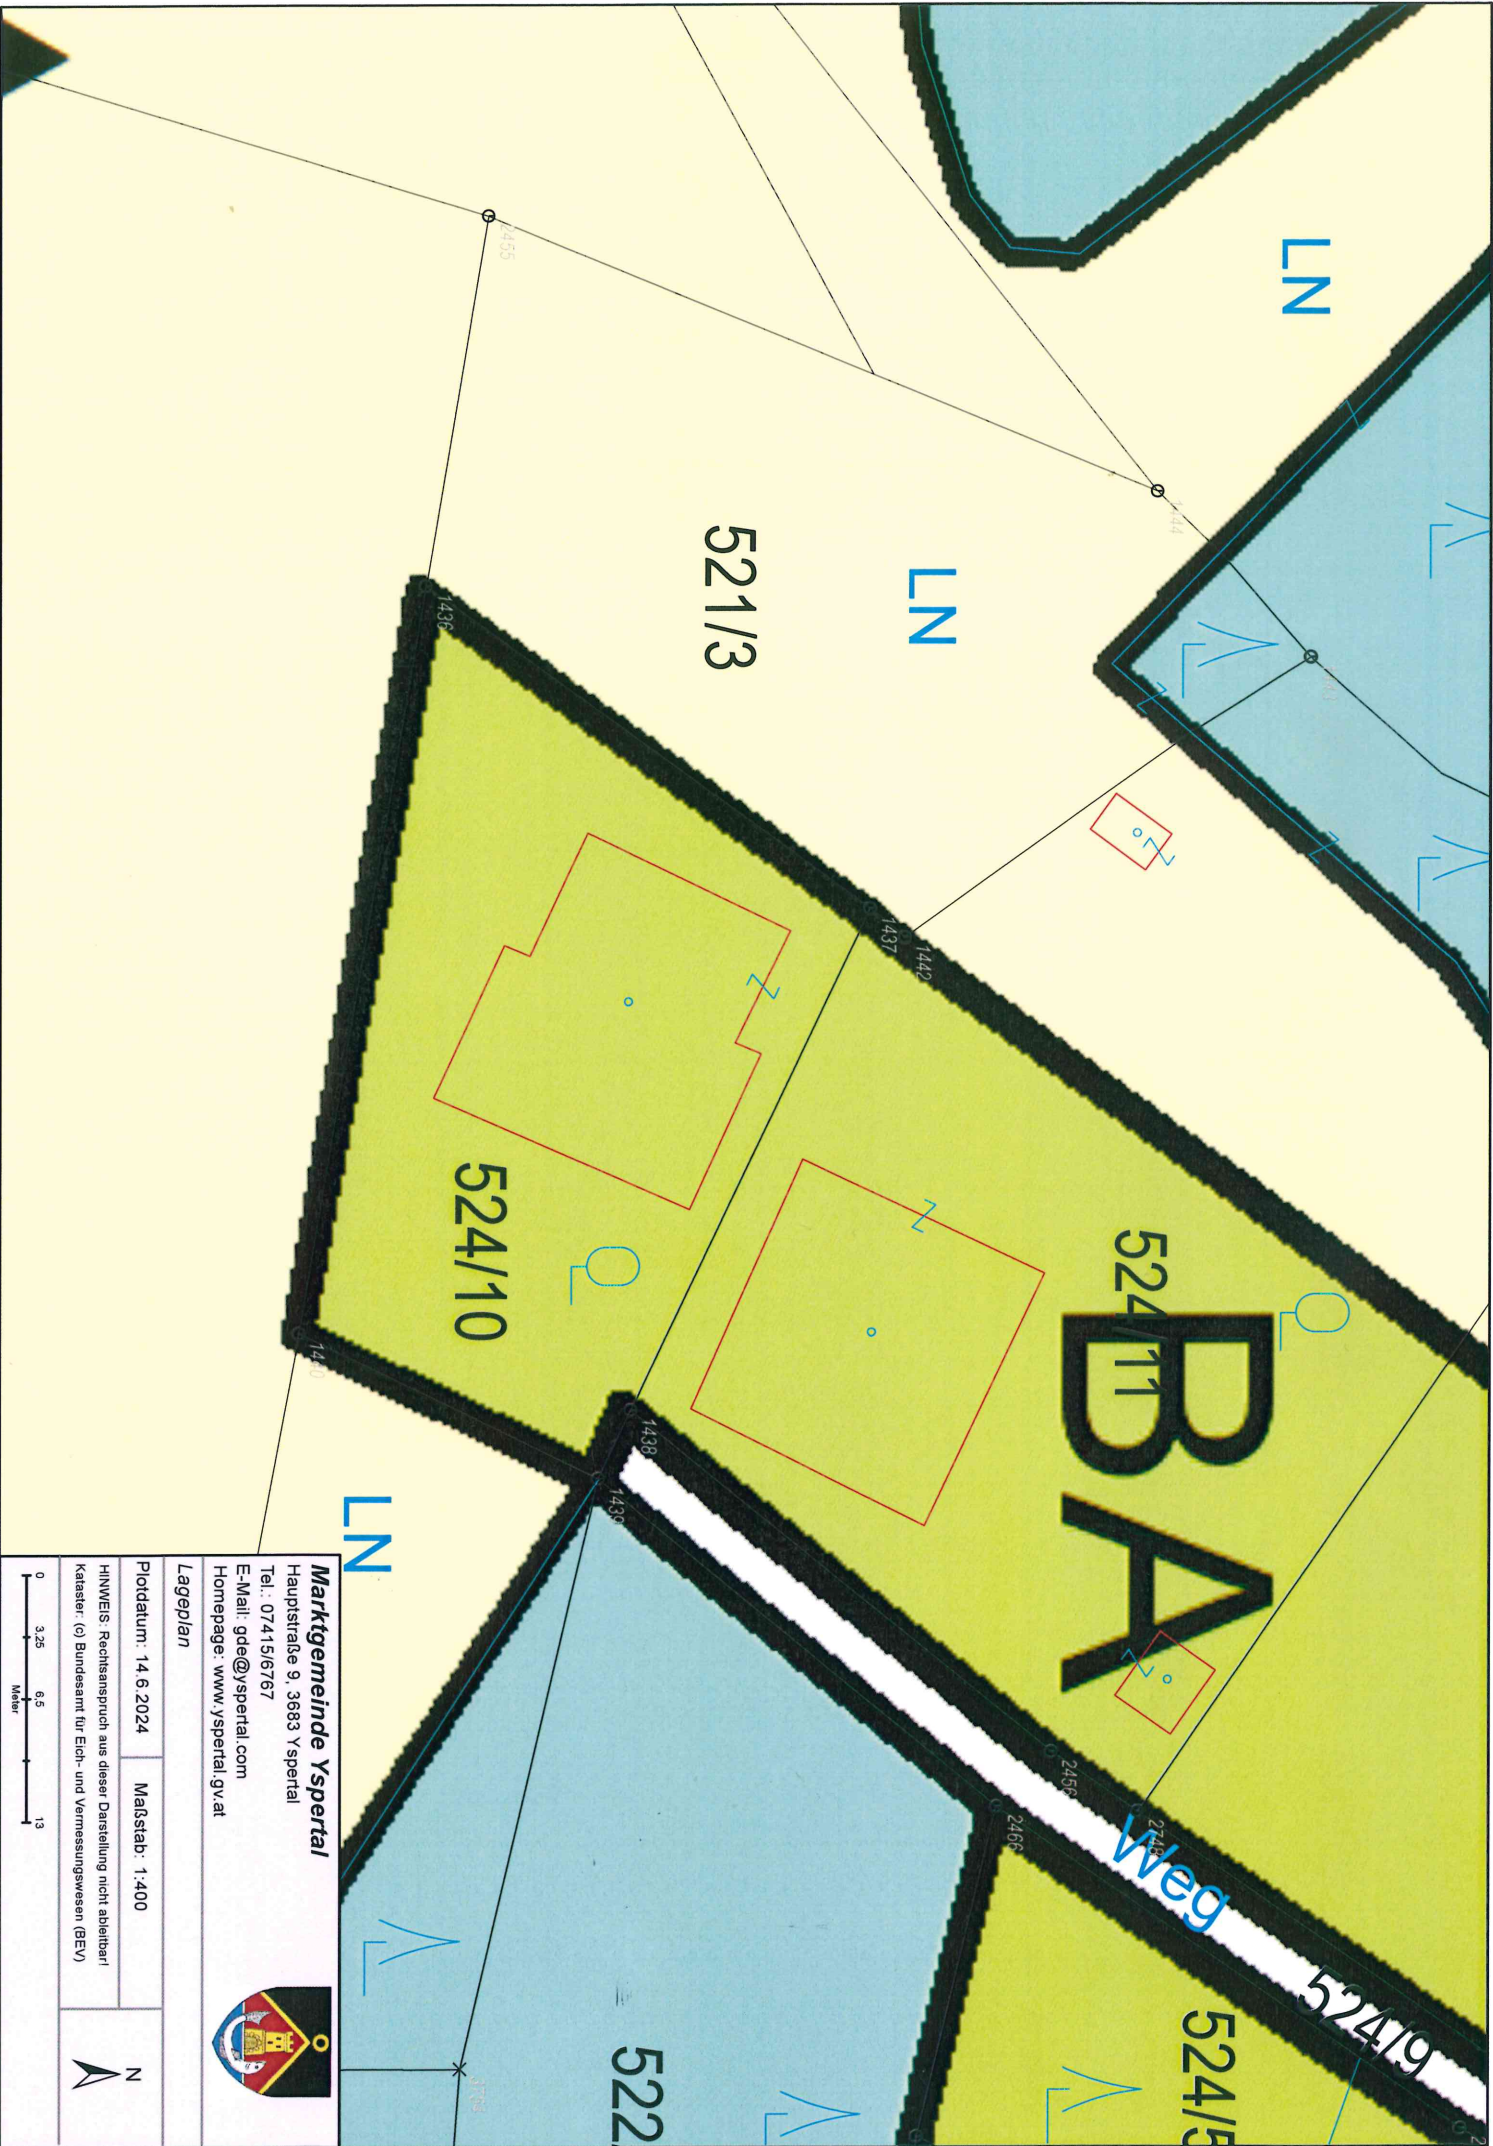 LN
LN
521/3
LN
524/11
BA
524/10
Weg
524/9
524/5
522
2455
1444
1436
1437
1442
1438
1439
2456
2748
2466
Marktgemeinde Yspertal
Hauptstraße 9, 3683 Yspertal
Tel.: 07415/6767
E-Mail: gde@yspertal.com
Homepage: www.yspertal.gv.at
Lageplan
Plotdatum: 14.6.2024 Maßstab: 1:400
HINWEIS: Rechtsanspruch aus dieser Darstellung nicht ableitbar!
Kataster: (c) Bundesamt für Eich- und Vermessungswesen (BEV)
N
0 3,25 6,5 13
Meter